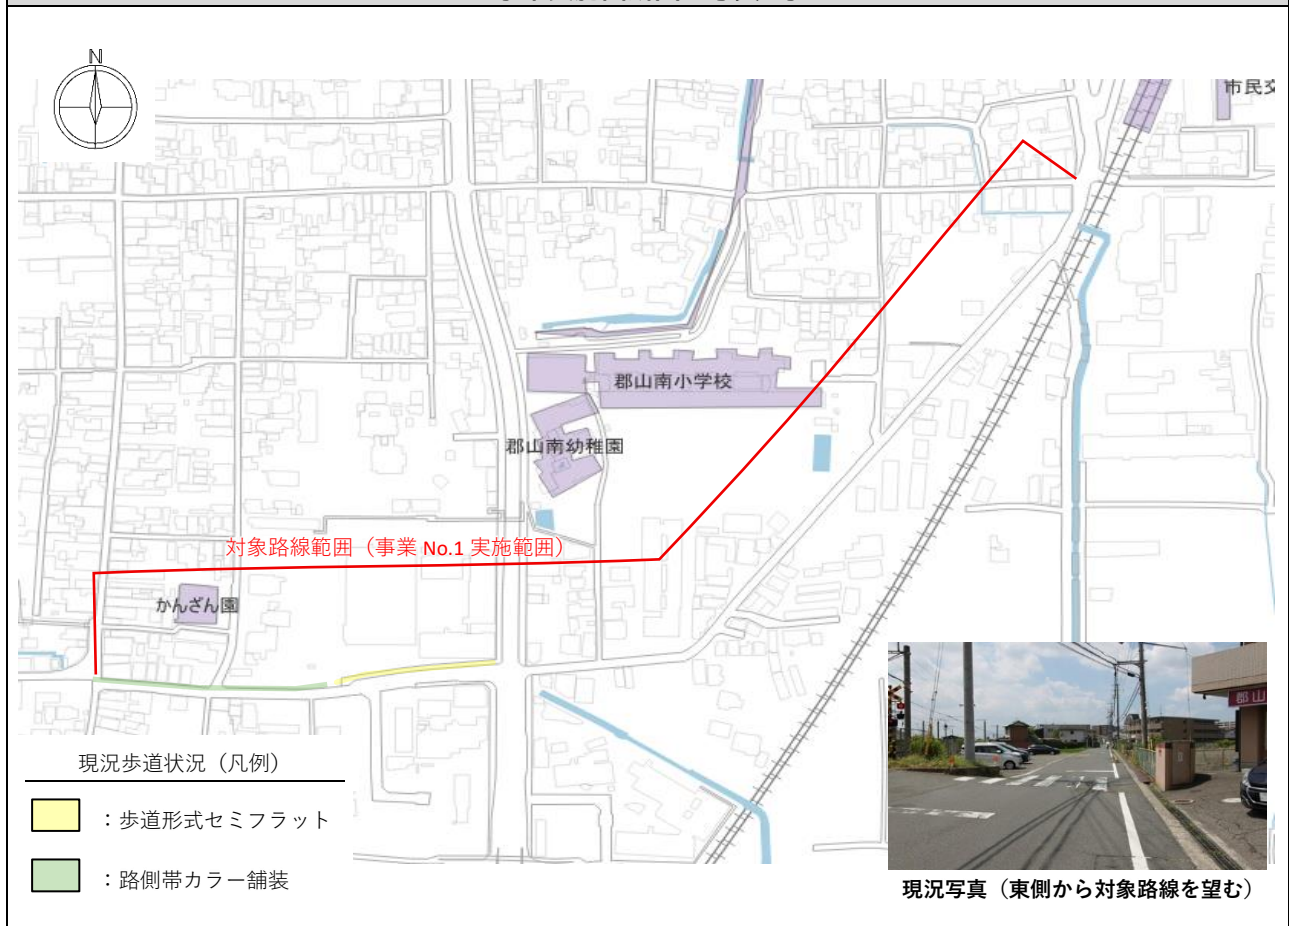 N
市民交
郡山南小学校
郡山南幼稚園
対象路線範囲（事業 No.1 実施範囲）
かんざん園
郡山
現況歩道状況（凡例）
：歩道形式セミフラット
：路側帯カラー舗装
現況写真（東側から対象路線を望む）